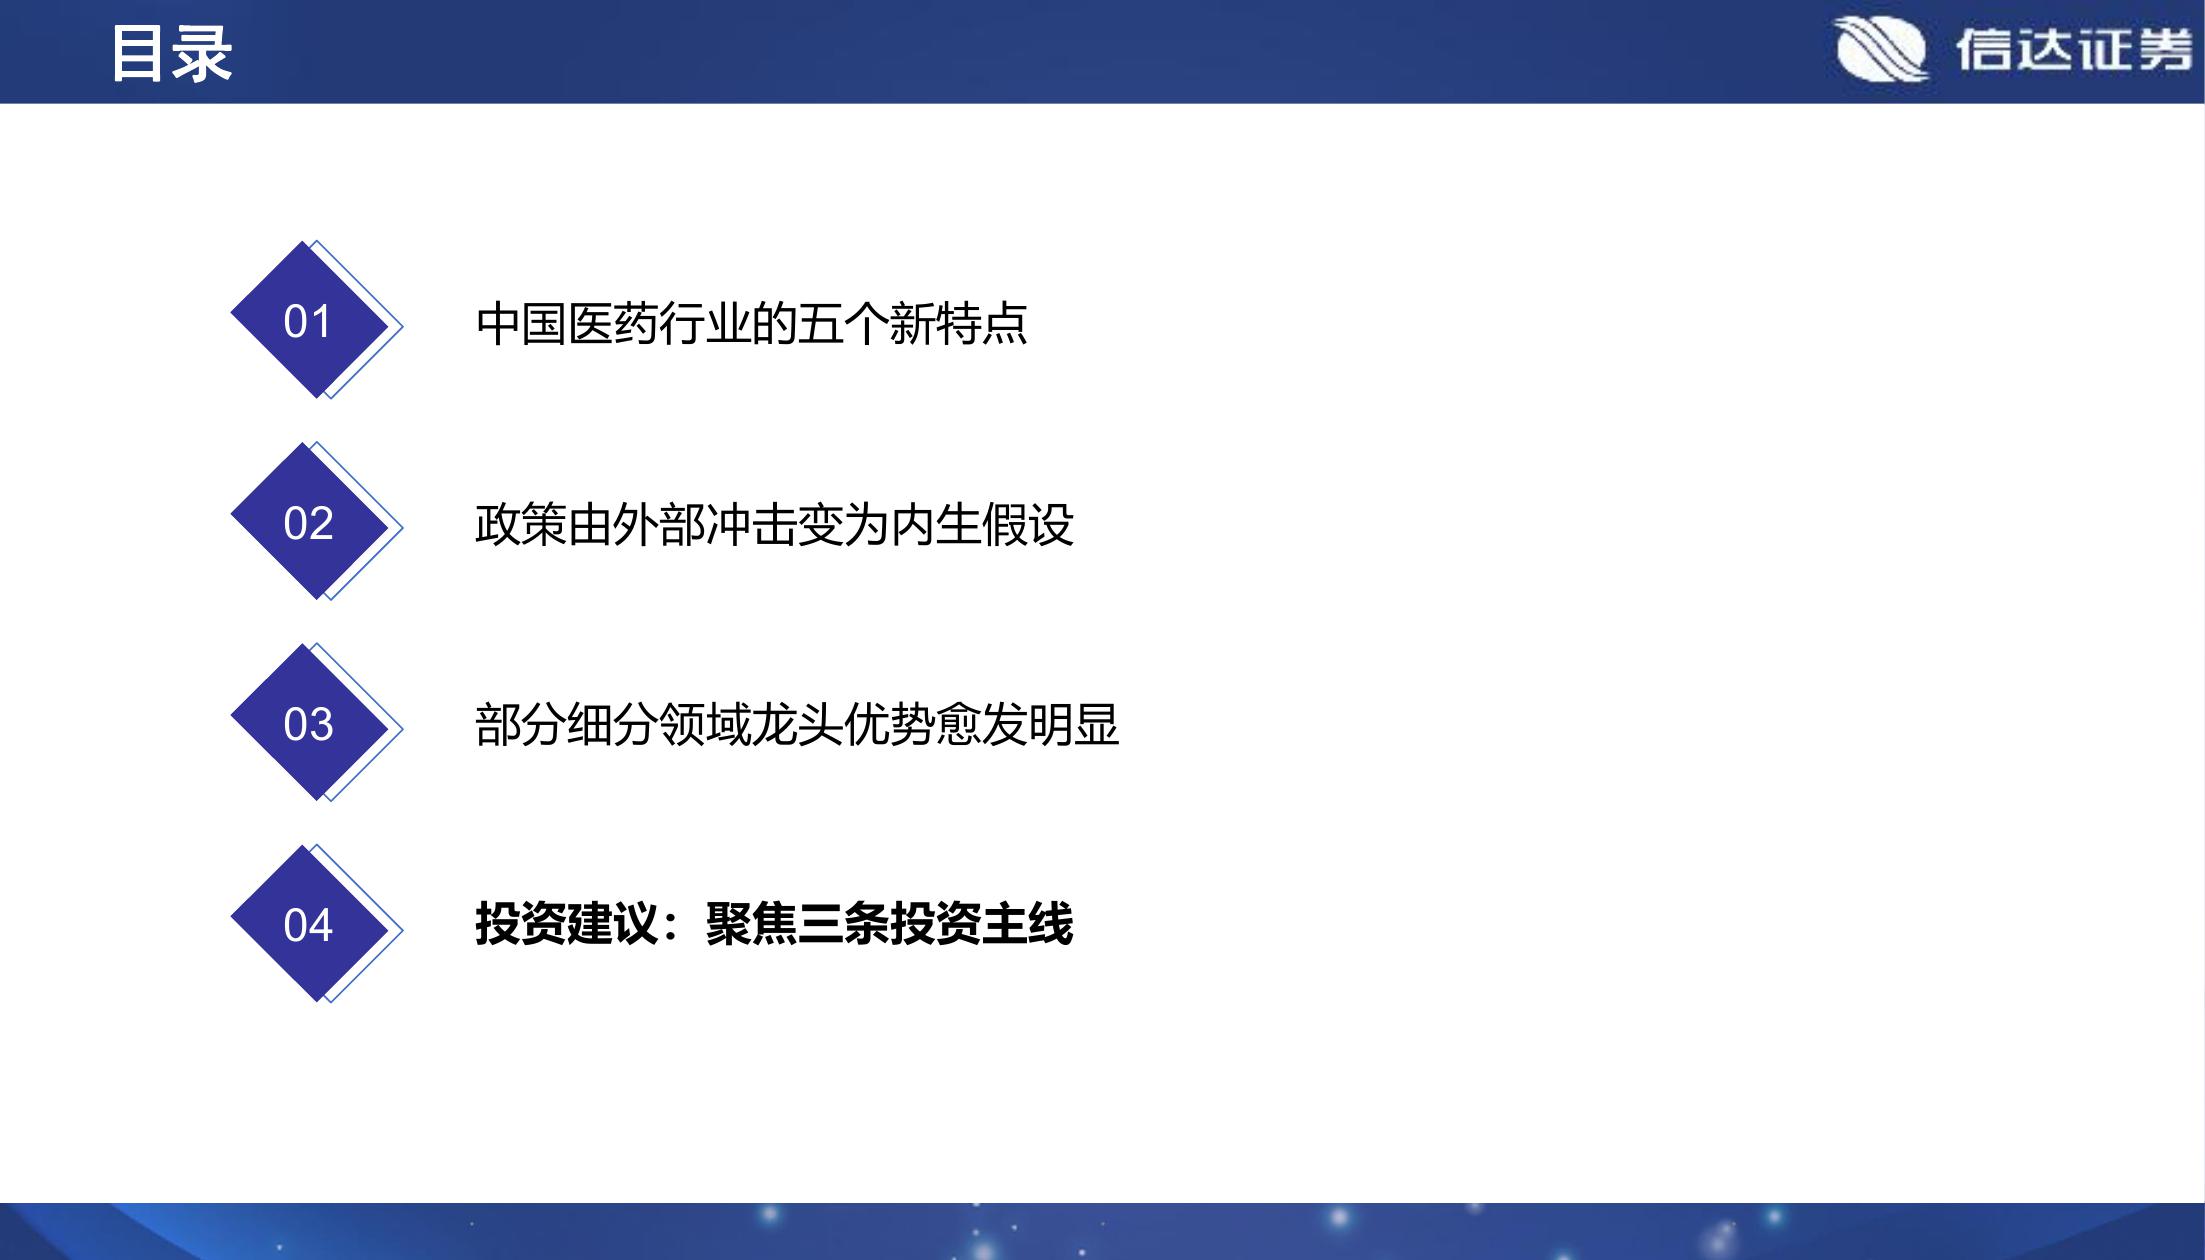 目录
信达证券
01
中国医药行业的五个新特点
02
政策由外部冲击变为内生假设
03
部分细分领域龙头优势愈发明显
04
投资建议：聚焦三条投资主线